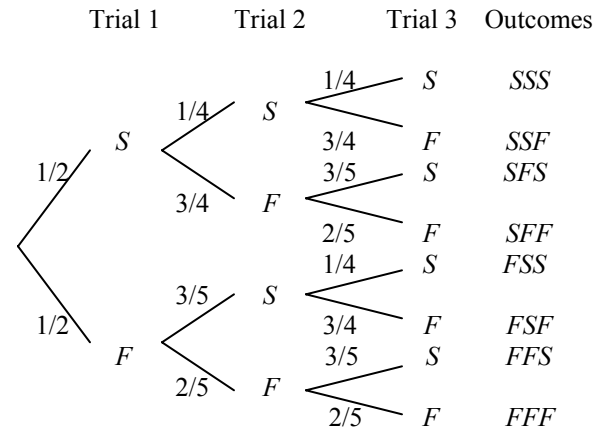 Trial 1 Trial 2 Trial 3 Outcomes
1/4 S SSS
1/4 S
S 3/4 F SSF
1/2 3/5 S SFS
3/4 F
2/5 F SFF
1/4 S FSS
3/5 S
1/2 3/4 F FSF
F 3/5 S FFS
2/5 F
2/5 F FFF